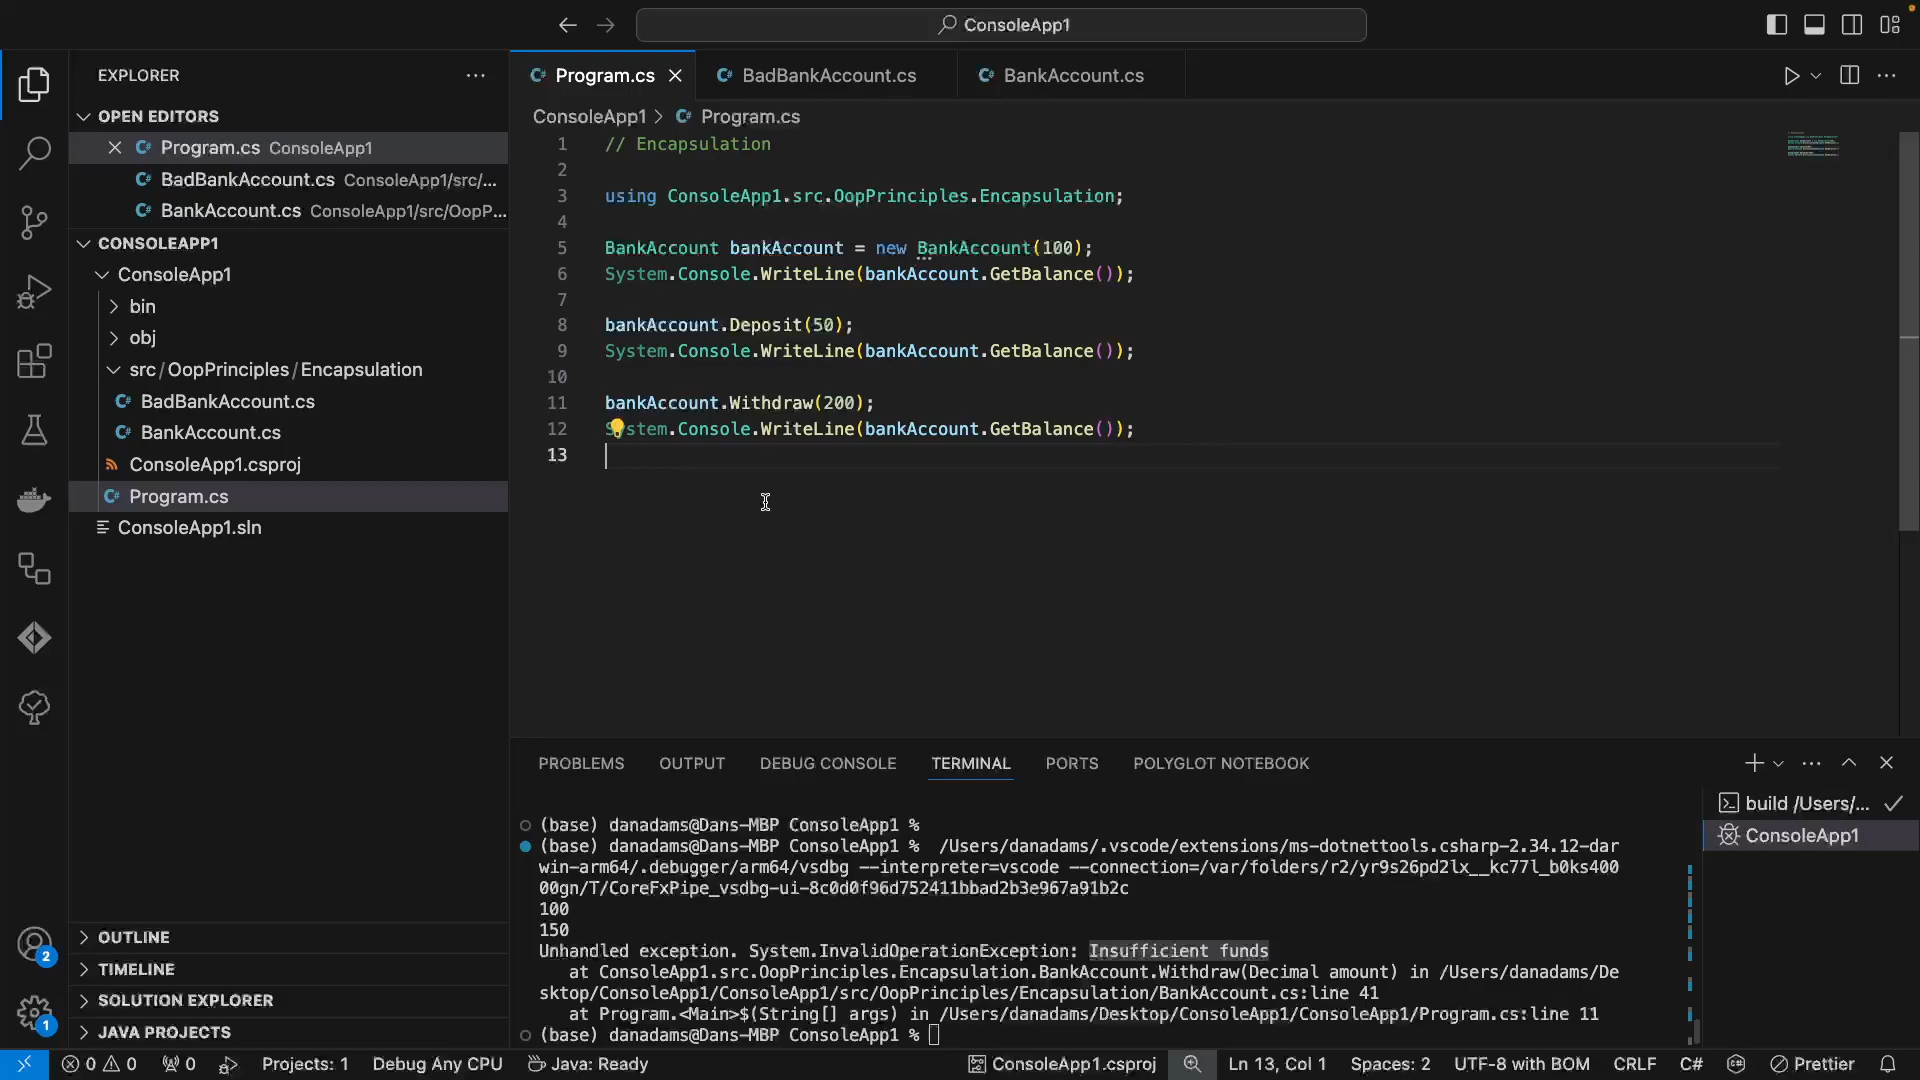 ConsoleApp1
EXPLORER
OPEN EDITORS
Program.cs ConsoleApp1
BadBankAccount.cs ConsoleApp1/src/...
BankAccount.cs ConsoleApp1/src/OopP...
CONSOLEAPP1
ConsoleApp1
bin
obj
src/OopPrinciples/Encapsulation
BadBankAccount.cs
BankAccount.cs
ConsoleApp1.csproj
Program.cs
ConsoleApp1.sln
OUTLINE
TIMELINE
SOLUTION EXPLORER
JAVA PROJECTS
2
1
Program.cs
BadBankAccount.cs
BankAccount.cs
ConsoleApp1 > Program.cs
1 // Encapsulation
2
3 using ConsoleApp1.src.OopPrinciples.Encapsulation;
4
5 BankAccount bankAccount = new BankAccount(100);
6 System.Console.WriteLine(bankAccount.GetBalance());
7
8 bankAccount.Deposit(50);
9 System.Console.WriteLine(bankAccount.GetBalance());
10
11 bankAccount.Withdraw(200);
12 System.Console.WriteLine(bankAccount.GetBalance());
13
PROBLEMS OUTPUT DEBUG CONSOLE TERMINAL PORTS POLYGLOT NOTEBOOK
(base) danadams@Dans-MBP ConsoleApp1 %
(base) danadams@Dans-MBP ConsoleApp1 %  /Users/danadams/.vscode/extensions/ms-dotnettools.csharp-2.34.12-dar
win-arm64/.debugger/arm64/vsdbg --interpreter=vscode --connection=/var/folders/r2/yr9s26pd2lx__kc77l_b0ks400
00gn/T/CoreFxPipe_vsdbg-ui-8c0d0f96d752411bbad2b3e967a91b2c
100
150
Unhandled exception. System.InvalidOperationException: Insufficient funds
at ConsoleApp1.src.OopPrinciples.Encapsulation.BankAccount.Withdraw(Decimal amount) in /Users/danadams/De
sktop/ConsoleApp1/ConsoleApp1/src/OopPrinciples/Encapsulation/BankAccount.cs:line 41
at Program.<Main>$(String[] args) in /Users/danadams/Desktop/ConsoleApp1/ConsoleApp1/Program.cs:line 11
(base) danadams@Dans-MBP ConsoleApp1 %
build /Users/...
ConsoleApp1
0 0 0 Projects: 1 Debug Any CPU Java: Ready ConsoleApp1.csproj Ln 13, Col 1 Spaces: 2 UTF-8 with BOM CRLF C# Prettier